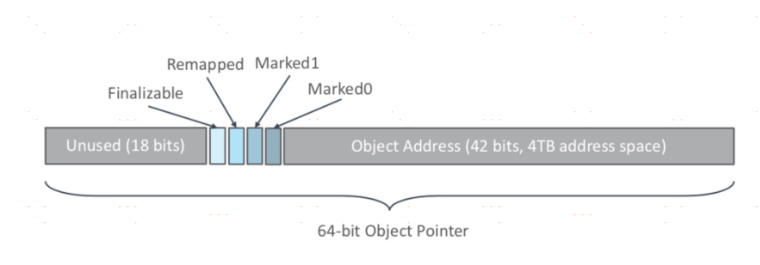 Remapped Marked1
Finalizable
Marked0
Unused (18 bits)
Object Address (42 bits, 4TB address space)
64-bit Object Pointer